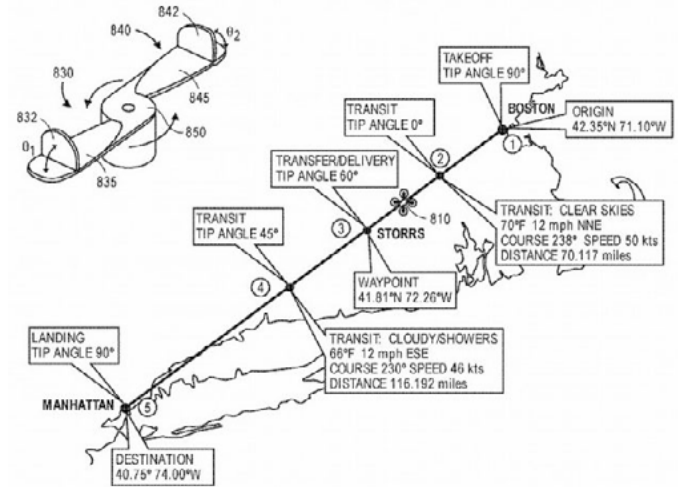 842
840
θ2
830
845
832
850
θ1
835
TAKEOFF
TIP ANGLE 90°
BOSTON
ORIGIN
42.35°N 71.10°W
1
TRANSIT
TIP ANGLE 0°
2
TRANSFER/DELIVERY
TIP ANGLE 60°
810
TRANSIT: CLEAR SKIES
70°F 12 mph NNE
COURSE 238° SPEED 50 kts
DISTANCE 70.117 miles
3
STORRS
TRANSIT
TIP ANGLE 45°
WAYPOINT
41.81°N 72.26°W
4
TRANSIT: CLOUDY/SHOWERS
66°F 12 mph ESE
COURSE 230° SPEED 46 kts
DISTANCE 116.192 miles
LANDING
TIP ANGLE 90°
MANHATTAN
5
DESTINATION
40.75° 74.00°W